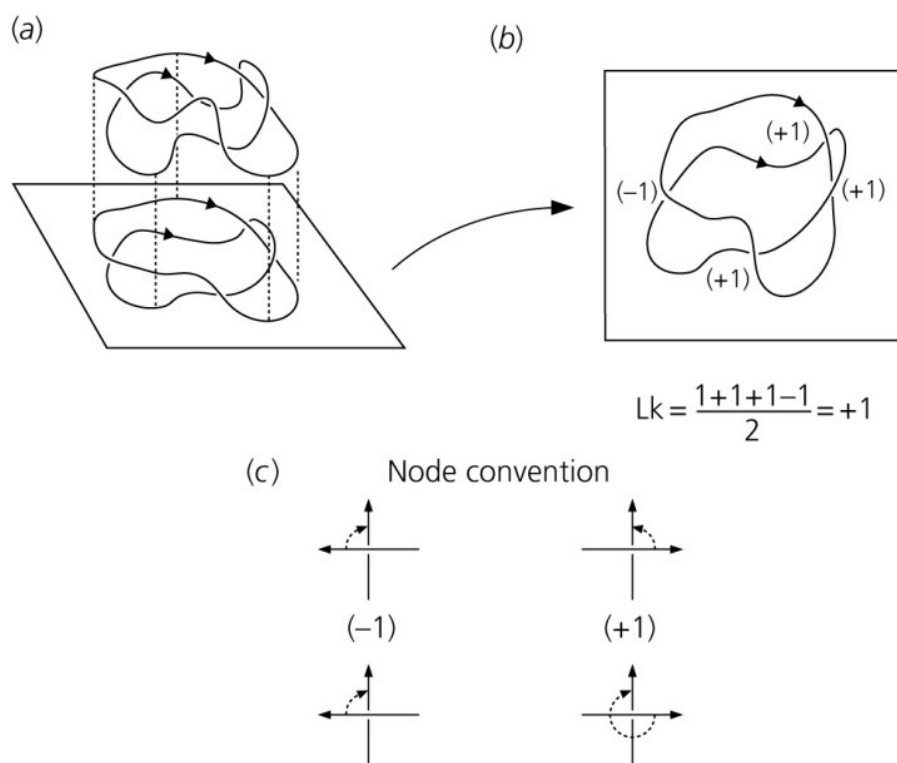 (a)
(b)
(+1)
(−1)
(+1)
(+1)
Lk = 1+1+1−1 / 2 = +1
(c) Node convention
(−1) (+1)